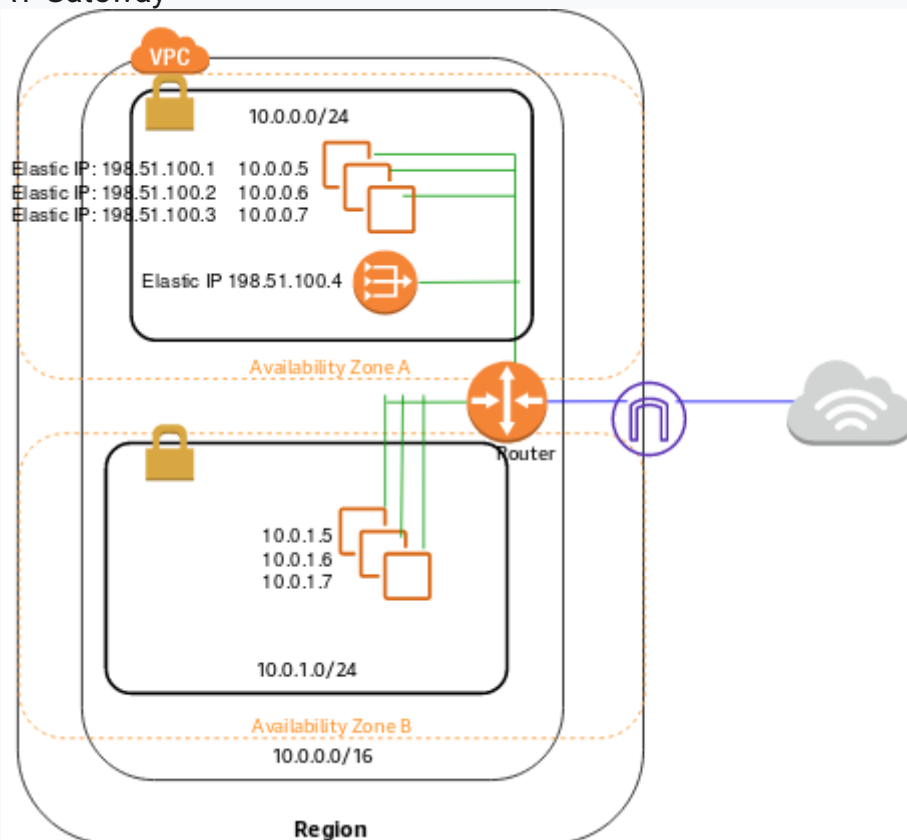 Gateway
VPC
10.0.0.0/24
Elastic IP: 198.51.100.1 10.0.0.5
Elastic IP: 198.51.100.2 10.0.0.6
Elastic IP: 198.51.100.3 10.0.0.7
Elastic IP 198.51.100.4
Availability Zone A
Router
10.0.1.5
10.0.1.6
10.0.1.7
10.0.1.0/24
Availability Zone B
10.0.0.0/16
Region